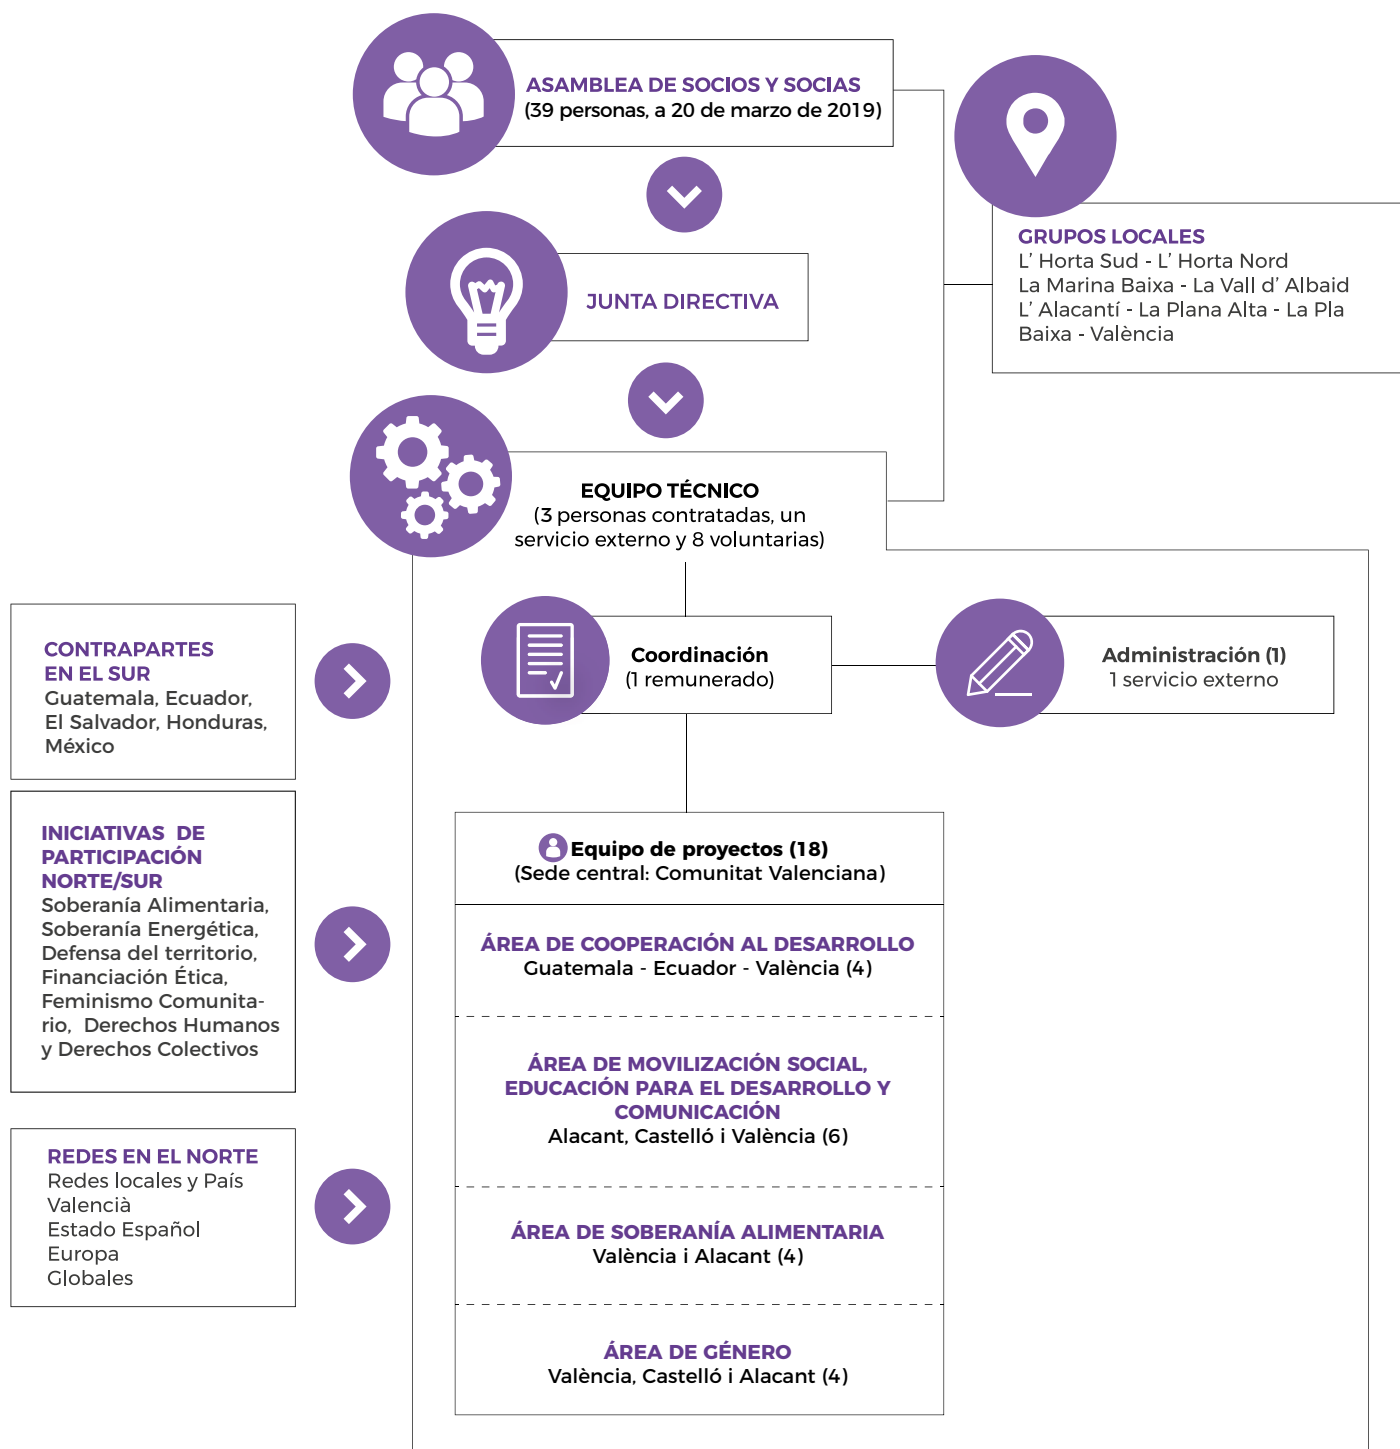 ASAMBLEA DE SOCIOS Y SOCIAS
(39 personas, a 20 de marzo de 2019)
GRUPOS LOCALES
L’ Horta Sud - L’ Horta Nord
La Marina Baixa - La Vall d’ Albaid
L’ Alacantí - La Plana Alta - La Pla
Baixa - València
JUNTA DIRECTIVA
EQUIPO TÉCNICO
(3 personas contratadas, un
servicio externo y 8 voluntarias)
Coordinación
(1 remunerado)
Administración (1)
1 servicio externo
CONTRAPARTES
EN EL SUR
Guatemala, Ecuador,
El Salvador, Honduras,
México
INICIATIVAS DE
PARTICIPACIÓN
NORTE/SUR
Soberanía Alimentaria,
Soberanía Energética,
Defensa del territorio,
Financiación Ética,
Feminismo Comunita-
rio, Derechos Humanos
y Derechos Colectivos
REDES EN EL NORTE
Redes locales y País
Valencià
Estado Español
Europa
Globales
Equipo de proyectos (18)
(Sede central: Comunitat Valenciana)
ÁREA DE COOPERACIÓN AL DESARROLLO
Guatemala - Ecuador - València (4)
ÁREA DE MOVILIZACIÓN SOCIAL,
EDUCACIÓN PARA EL DESARROLLO Y
COMUNICACIÓN
Alacant, Castelló i València (6)
ÁREA DE SOBERANÍA ALIMENTARIA
València i Alacant (4)
ÁREA DE GÉNERO
València, Castelló i Alacant (4)